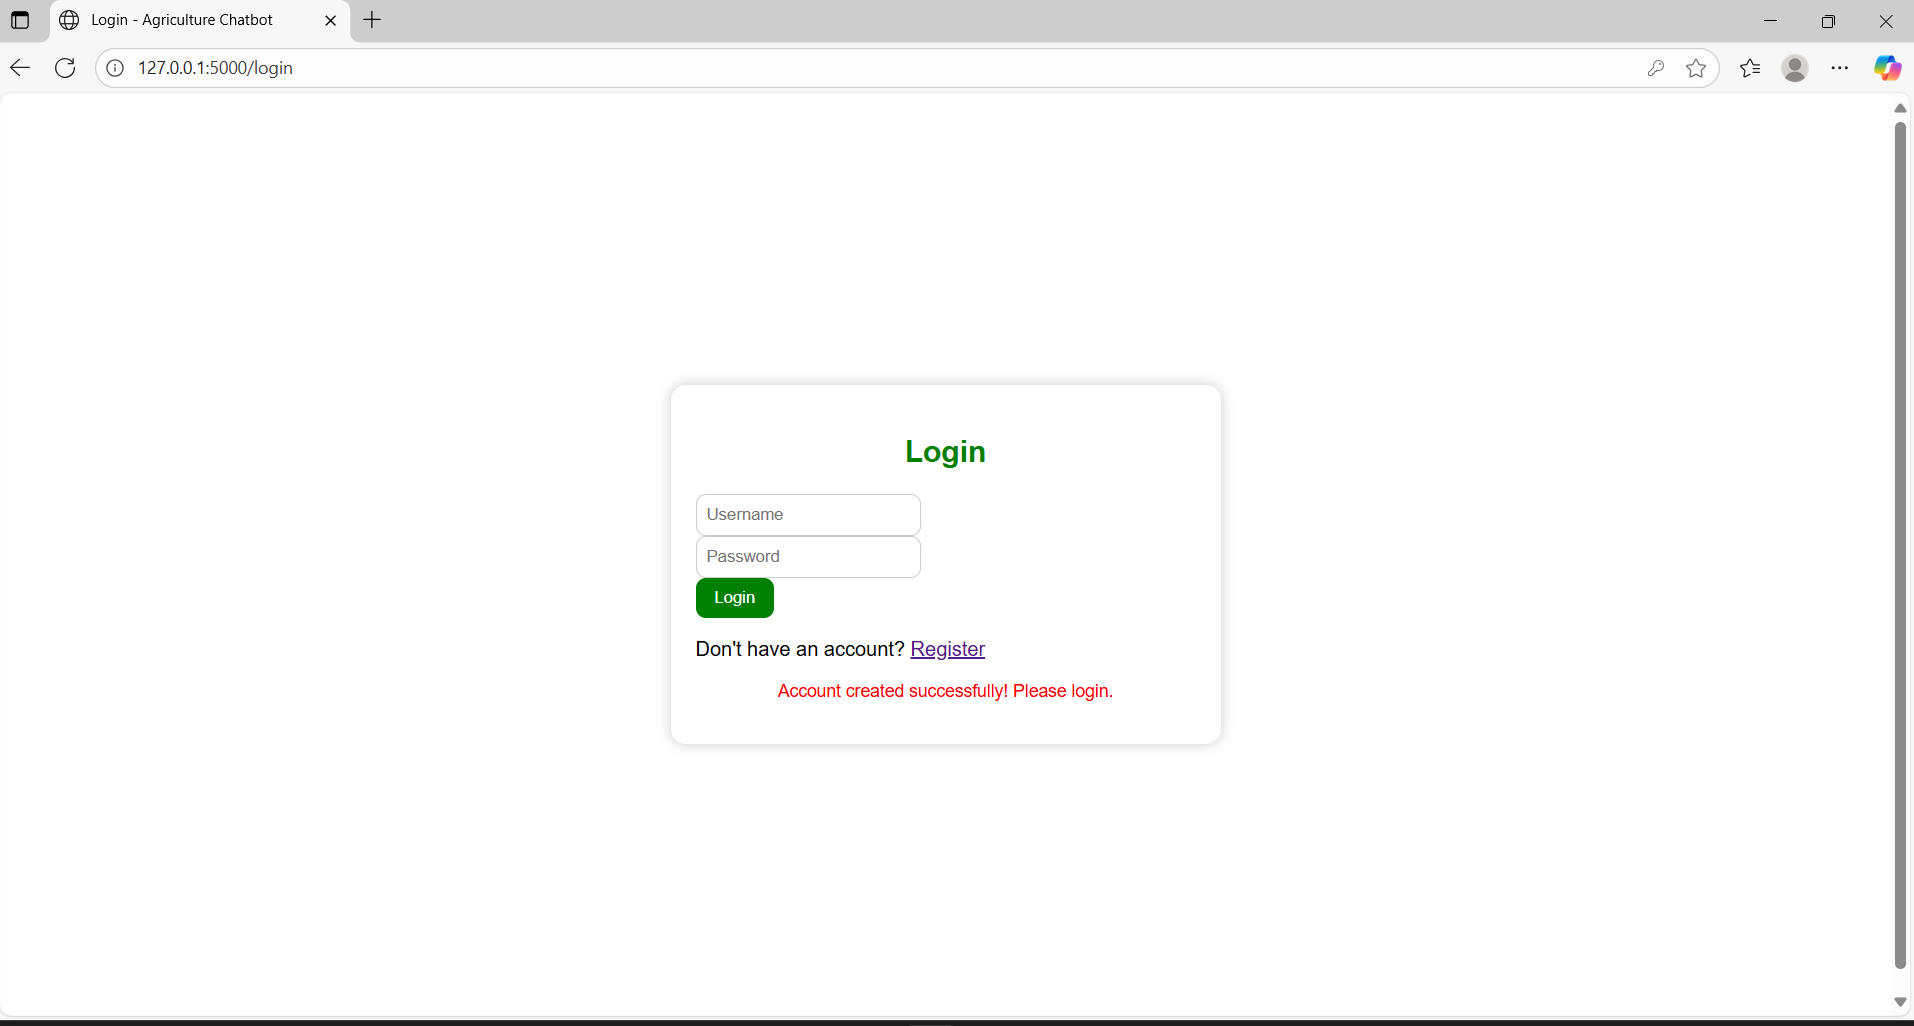 Login - Agriculture Chatbot
127.0.0.1:5000/login
Login
Username
Password
Login
Don't have an account? Register
Account created successfully! Please login.